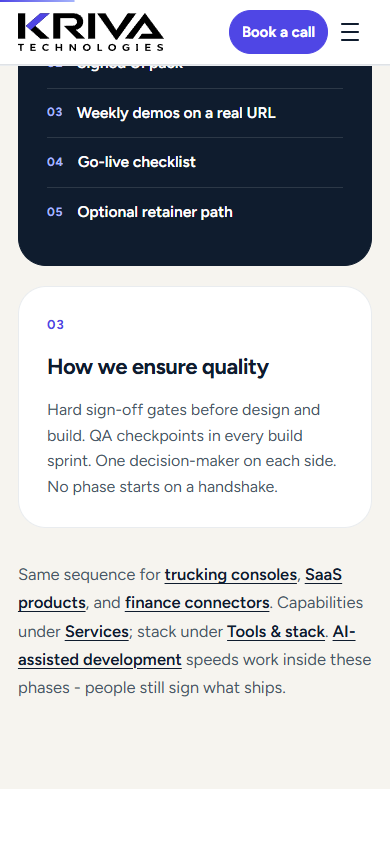 KRIVA
TECHNOLOGIES
Book a call
03 Weekly demos on a real URL
04 Go-live checklist
05 Optional retainer path
03
How we ensure quality
Hard sign-off gates before design and
build. QA checkpoints in every build
sprint. One decision-maker on each side.
No phase starts on a handshake.
Same sequence for trucking consoles, SaaS
products, and finance connectors. Capabilities
under Services; stack under Tools & stack. AI-
assisted development speeds work inside these
phases - people still sign what ships.